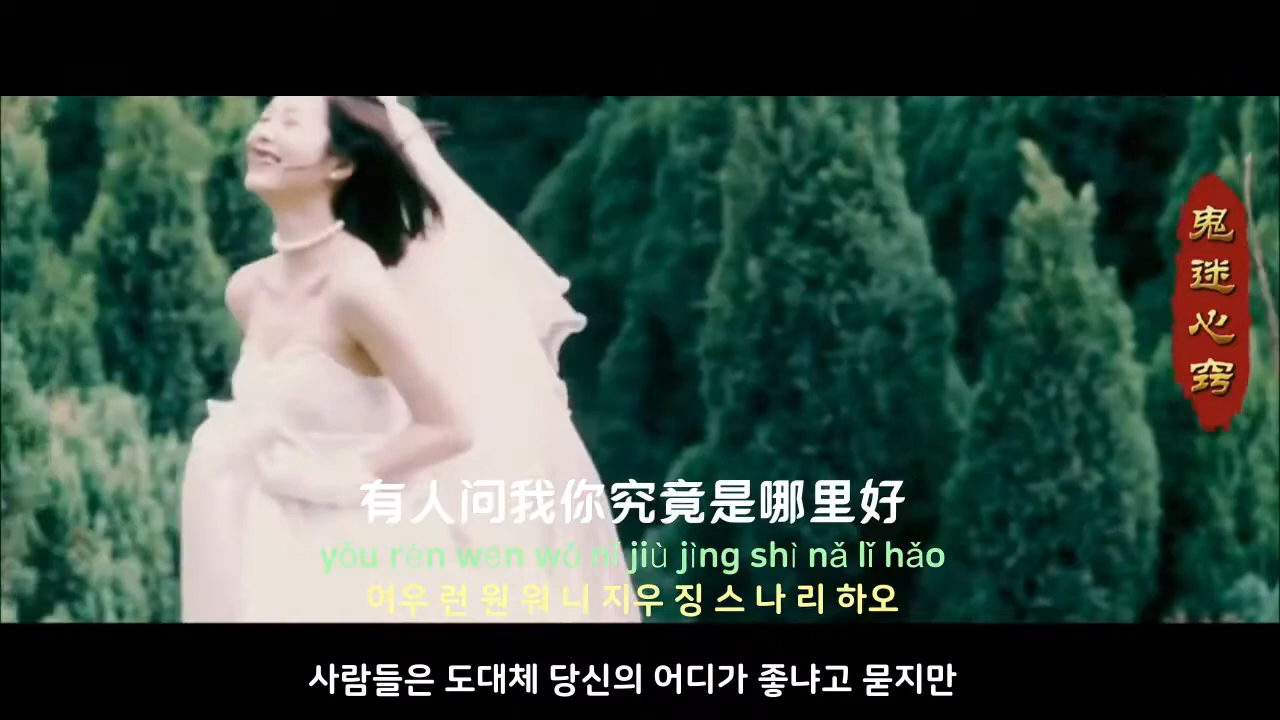 鬼迷心窍
有人问我你究竟是哪里好
yǒu rén wèn wǒ nǐ jiù jìng shì nǎ lǐ hǎo
여우 런 원 워 니 지우 징 스 나 리 하오
사람들은 도대체 당신의 어디가 좋냐고 묻지만